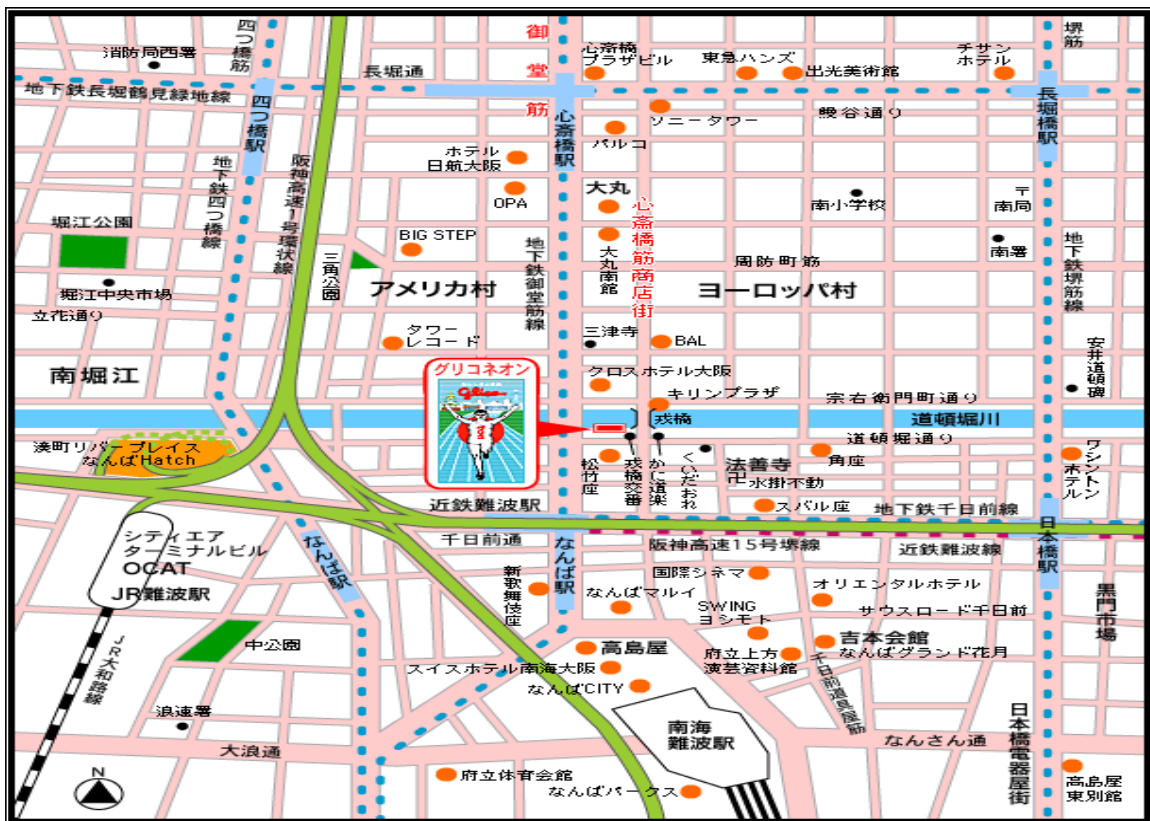 四つ橋筋
御堂筋
堺筋
消防局西署
心斎橋
プラザビル
東急ハンズ
出光美術館
チサン
ホテル
長堀通
地下鉄長堀鶴見緑地線
四つ橋駅
心斎橋駅
長堀橋駅
ソニータワー
鰻谷通り
パルコ
ホテル
日航大阪
地下鉄四つ橋線
阪神高速1号環状線
OPA
大丸
心斎橋筋商店街
南小学校
〒
南局
堀江公園
BIG STEP
大丸南館
周防町筋
南署
地下鉄御堂筋線
地下鉄堺筋線
三角公園
アメリカ村
ヨーロッパ村
堀江中央市場
立花通り
タワー
レコード
三津寺
BAL
安井道頓碑
南堀江
グリコネオン
glico
クロスホテル大阪
キリンプラザ
宗右衛門町通り
戎橋
道頓堀川
湊町リバープレイス
なんばHatch
道頓堀通り
松竹座
戎橋交番
かに道楽
くいだおれ
法善寺
卍水掛不動
角座
ワシントン
ホテル
近鉄難波駅
スバル座
地下鉄千日前線
シティエア
ターミナルビル
OCAT
JR難波駅
なんば駅
千日前通
なんば駅
阪神高速15号堺線
近鉄難波線
日本橋駅
新歌舞伎座
国際シネマ
なんばマルイ
オリエンタルホテル
SWING
ヨシモト
サウスロード千日前
黒門市場
JR大和路線
中公園
高島屋
吉本会館
なんばグランド花月
府立上方
演芸資料館
スイスホテル南海大阪
なんばCITY
千日前道具屋筋
浪速署
大浪通
南海
難波駅
なんさん通
日本橋電器屋街
N
府立体育会館
なんばパークス
高島屋
東別館